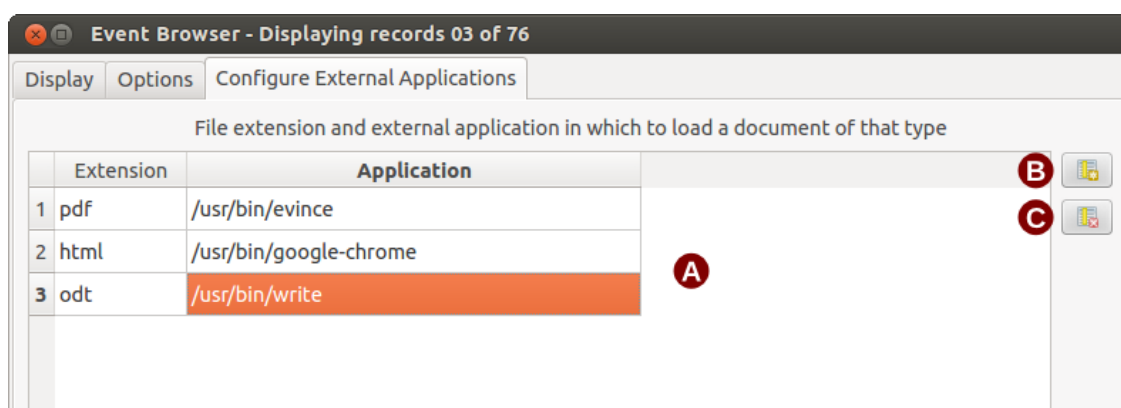 Event Browser - Displaying records 03 of 76
Display Options Configure External Applications
File extension and external application in which to load a document of that type
Extension Application B
1 pdf /usr/bin/evince C
2 html /usr/bin/google-chrome
A
3 odt /usr/bin/write